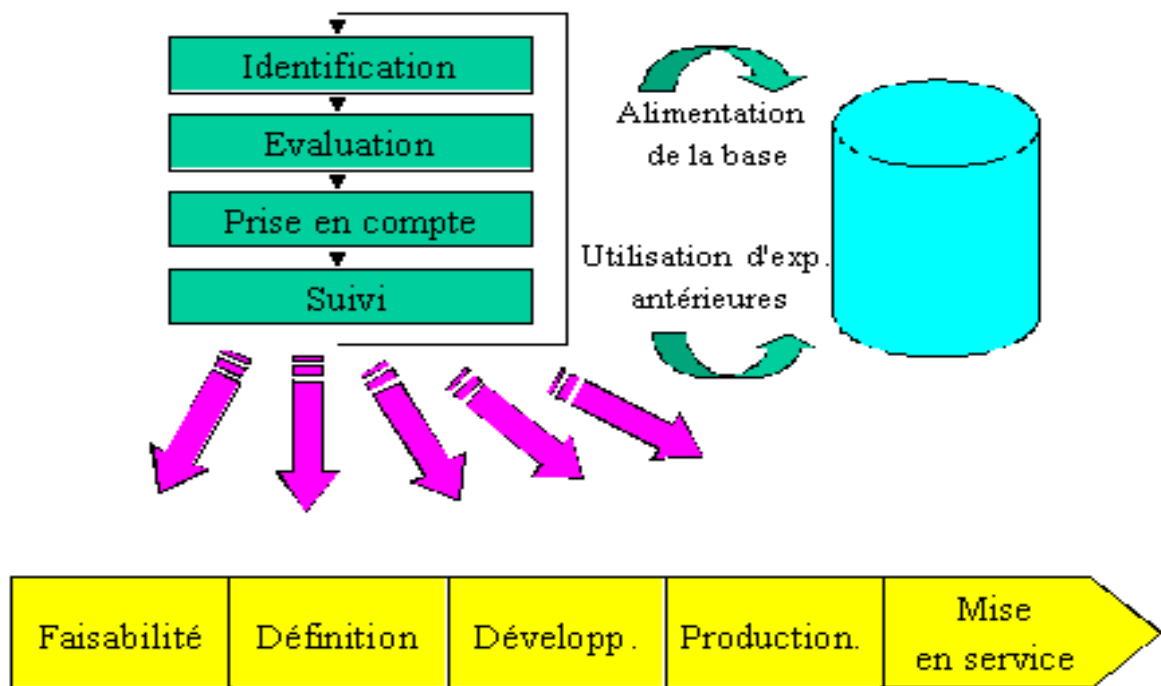 Identification
Evaluation
Prise en compte
Suivi
Alimentation
de la base
Utilisation d'exp.
antérieures
Faisabilité
Définition
Développ.
Production.
Mise
en service